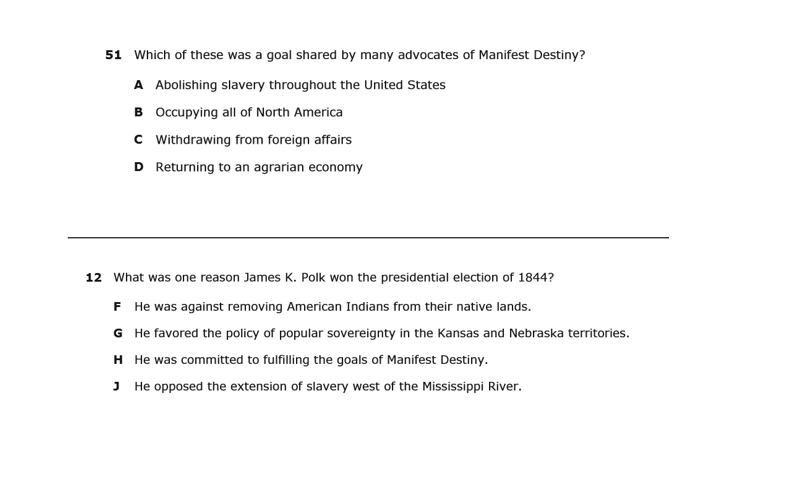 51 Which of these was a goal shared by many advocates of Manifest Destiny?
A Abolishing slavery throughout the United States
B Occupying all of North America
C Withdrawing from foreign affairs
D Returning to an agrarian economy
12 What was one reason James K. Polk won the presidential election of 1844?
F He was against removing American Indians from their native lands.
G He favored the policy of popular sovereignty in the Kansas and Nebraska territories.
H He was committed to fulfilling the goals of Manifest Destiny.
J He opposed the extension of slavery west of the Mississippi River.